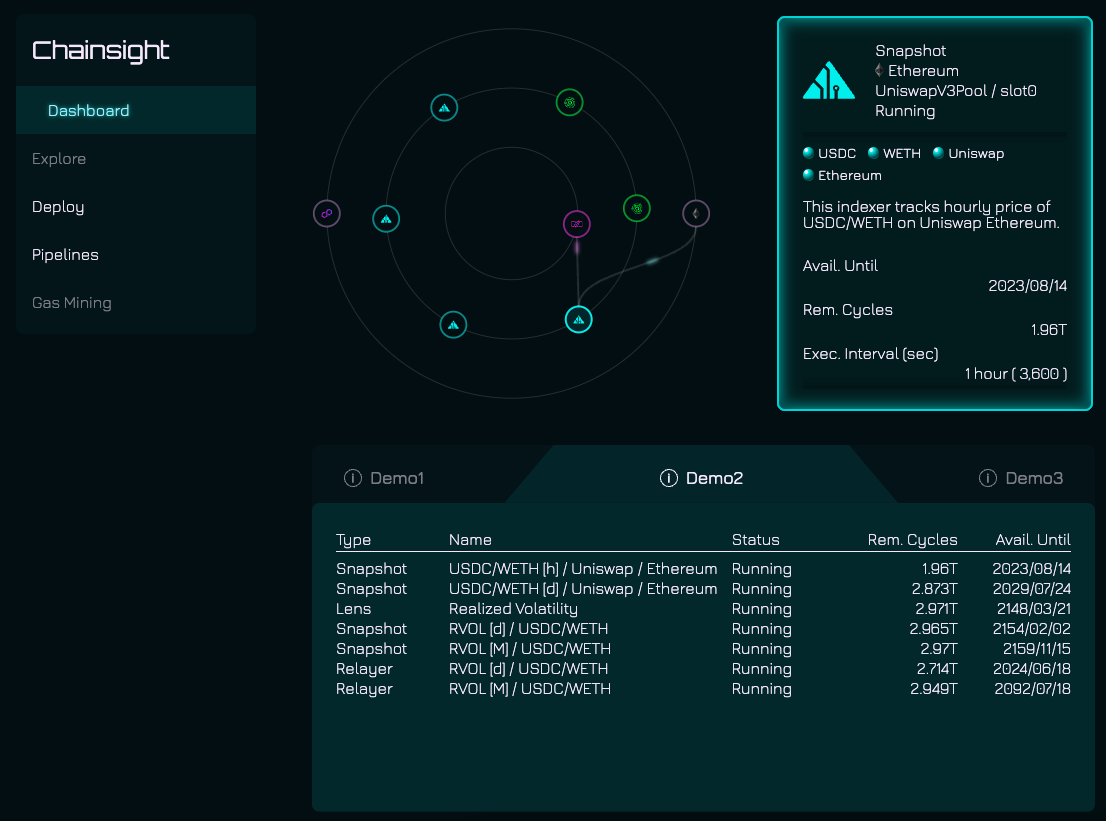 Chainsight
Dashboard
Explore
Deploy
Pipelines
Gas Mining
Snapshot
Ethereum
UniswapV3Pool / slot0
Running
USDC WETH Uniswap
Ethereum
This indexer tracks hourly price of
USDC/WETH on Uniswap Ethereum.
Avail. Until
2023/08/14
Rem. Cycles
1.96T
Exec. Interval (sec)
1 hour ( 3,600 )
Demo1 Demo2 Demo3
Type Name Status Rem. Cycles Avail. Until
Snapshot USDC/WETH [h] / Uniswap / Ethereum Running 1.96T 2023/08/14
Snapshot USDC/WETH [d] / Uniswap / Ethereum Running 2.873T 2029/07/24
Lens Realized Volatility Running 2.971T 2148/03/21
Snapshot RVOL [d] / USDC/WETH Running 2.965T 2154/02/02
Snapshot RVOL [M] / USDC/WETH Running 2.97T 2159/11/15
Relayer RVOL [d] / USDC/WETH Running 2.714T 2024/06/18
Relayer RVOL [M] / USDC/WETH Running 2.949T 2092/07/18